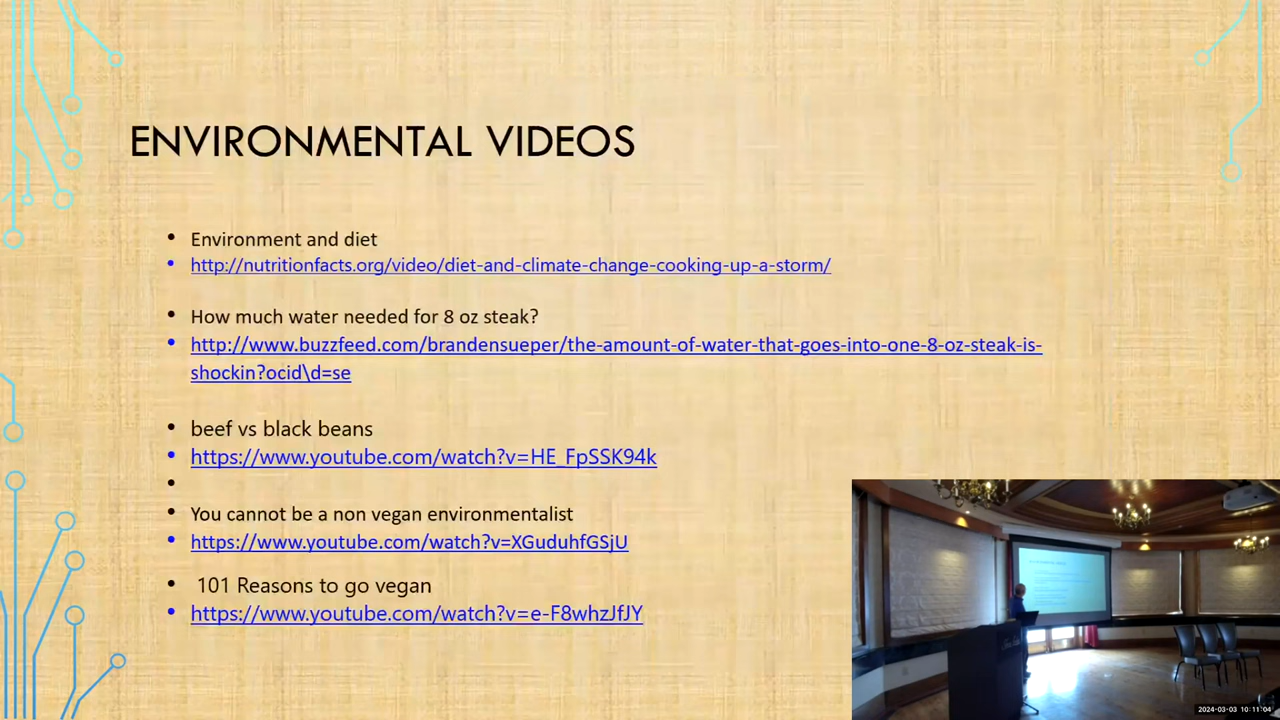 ENVIRONMENTAL VIDEOS
• Environment and diet
• http://nutritionfacts.org/video/diet-and-climate-change-cooking-up-a-storm/
• How much water needed for 8 oz steak?
• http://www.buzzfeed.com/brandensueper/the-amount-of-water-that-goes-into-one-8-oz-steak-is-
shockin?ocid\d=se
• beef vs black beans
• https://www.youtube.com/watch?v=HE_FpSSK94k
•
• You cannot be a non vegan environmentalist
• https://www.youtube.com/watch?v=XGuduhfGSjU
• 101 Reasons to go vegan
• https://www.youtube.com/watch?v=e-F8whzJfJY
2024-03-03 10:11:04